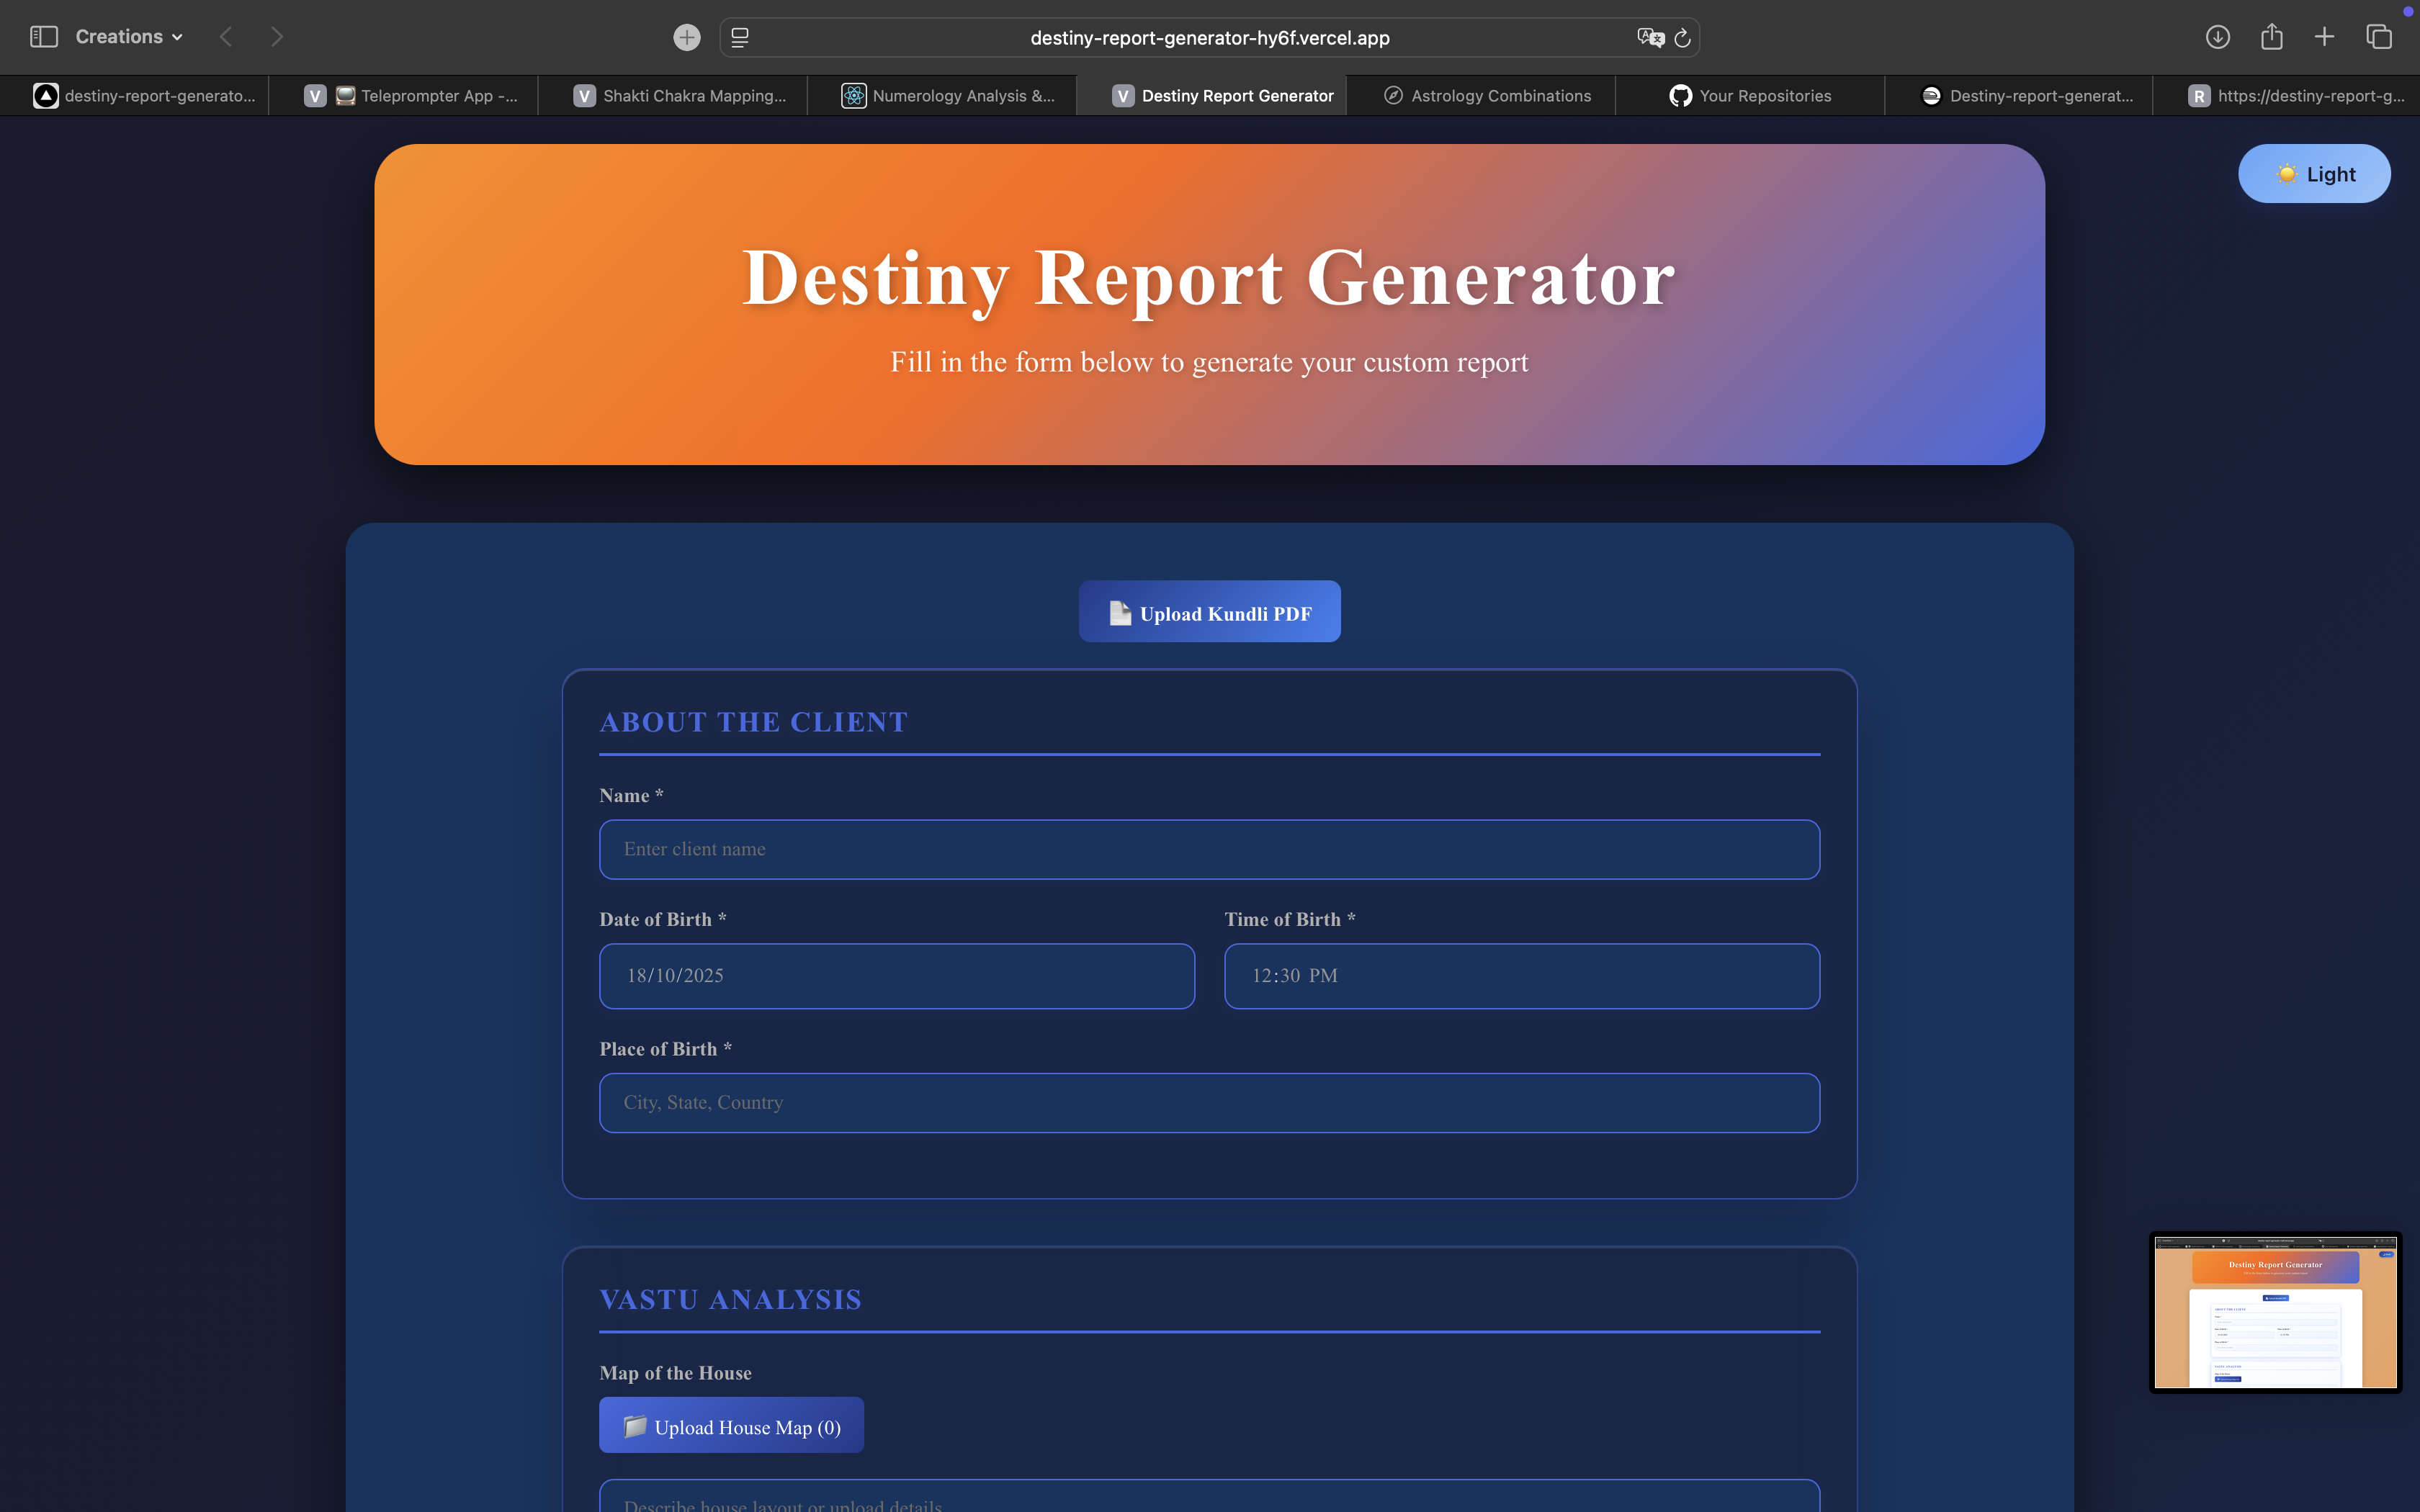 Creations
destiny-report-generator-hy6f.vercel.app
destiny-report-generato...
V Teleprompter App -...
V Shakti Chakra Mapping...
Numerology Analysis &...
V Destiny Report Generator
Astrology Combinations
Your Repositories
Destiny-report-generat...
R https://destiny-report-g...
Light
Destiny Report Generator
Fill in the form below to generate your custom report
Upload Kundli PDF
ABOUT THE CLIENT
Name *
Enter client name
Date of Birth * Time of Birth *
18/10/2025 12:30 PM
Place of Birth *
City, State, Country
VASTU ANALYSIS
Map of the House
Upload House Map (0)
Describe house layout or upload details
Destiny Report Generator